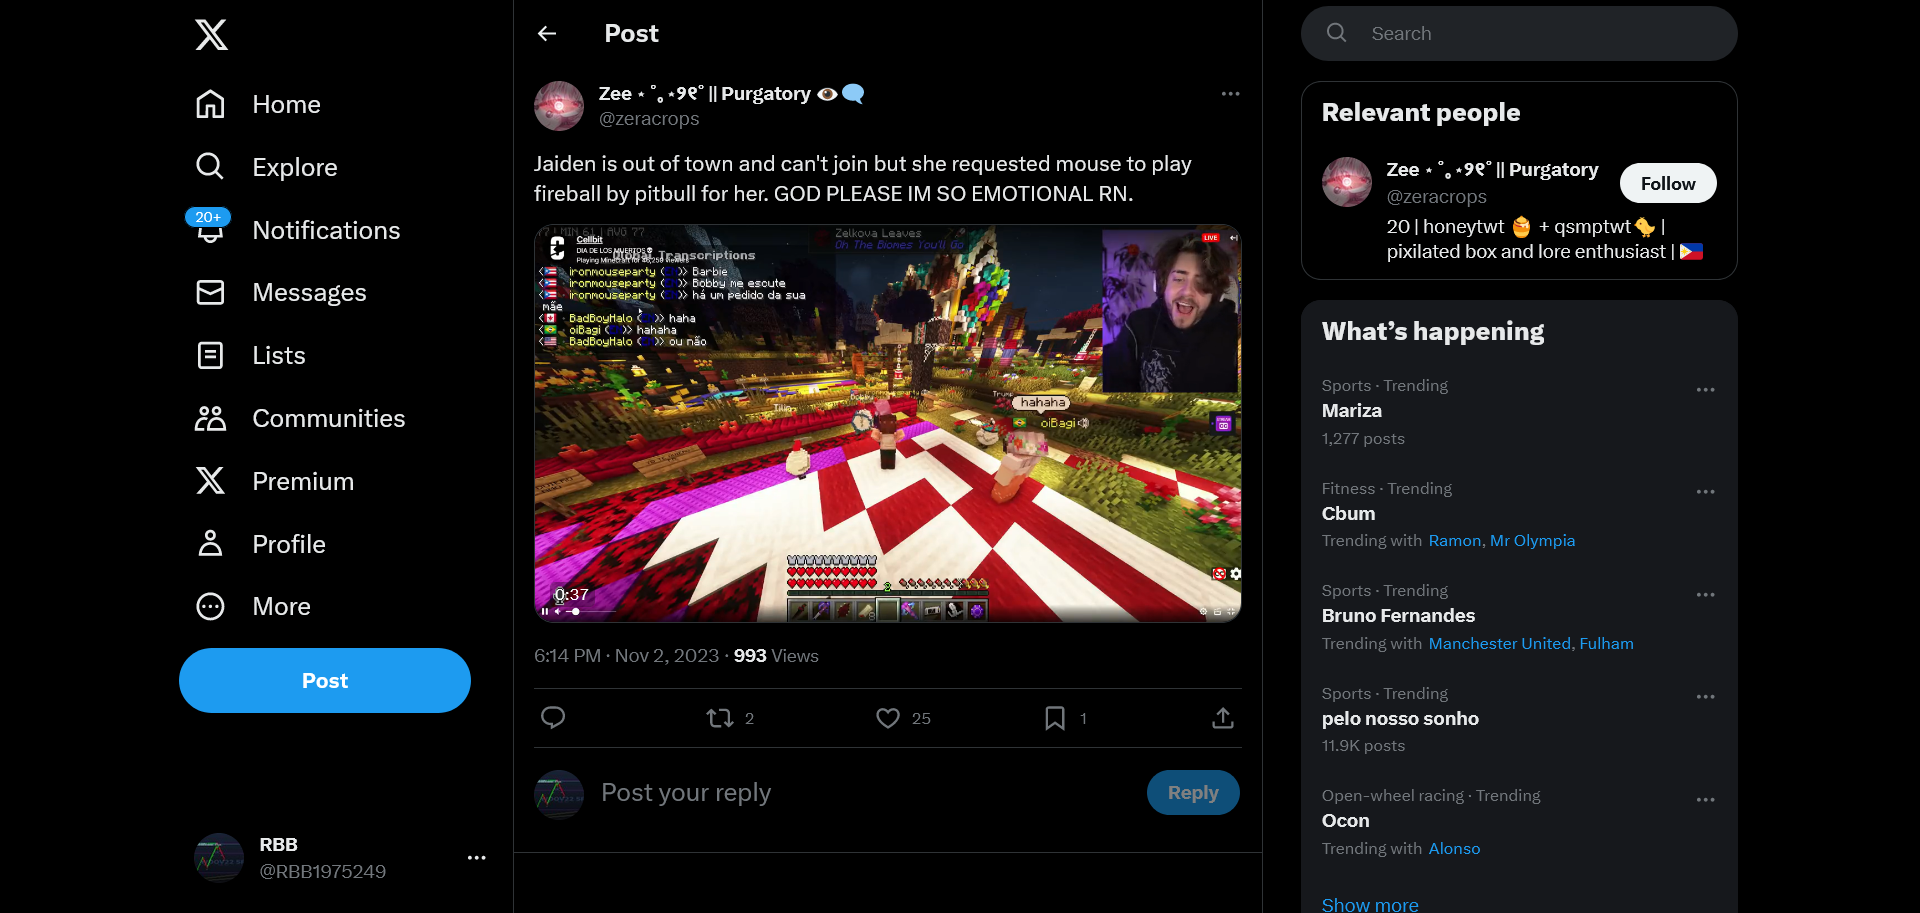 Home
Explore
20+
Notifications
Messages
Lists
Communities
Premium
Profile
More
Post
RBB
@RBB1975249
Post
Zee ⋆ ˚｡⋆୨୧˚ || Purgatory 👁️🗨️
@zeracrops
Jaiden is out of town and can't join but she requested mouse to play
fireball by pitbull for her. GOD PLEASE IM SO EMOTIONAL RN.
Cellbit
DIA DE LOS MUERTOS
Global Transcriptions
ironmouseparty Barbie
ironmouseparty Bobby me escute
ironmouseparty há um pedido da sua
mãe
BadBoyHalo haha
oiBagi hahaha
BadBoyHalo ou não
Zelkova Leaves
Oh The Biomes You'll Go
LIVE
hahaha
oiBagi
0:37
6:14 PM · Nov 2, 2023 · 993 Views
2
25
1
Post your reply
Reply
Search
Relevant people
Zee ⋆ ˚｡⋆୨୧˚ || Purgatory
@zeracrops
Follow
20 | honeytwt + qsmptwt 🐤 |
pixilated box and lore enthusiast | 🇵🇭
What's happening
Sports · Trending
Mariza
1,277 posts
Fitness · Trending
Cbum
Trending with Ramon, Mr Olympia
Sports · Trending
Bruno Fernandes
Trending with Manchester United, Fulham
Sports · Trending
pelo nosso sonho
11.9K posts
Open-wheel racing · Trending
Ocon
Trending with Alonso
Show more